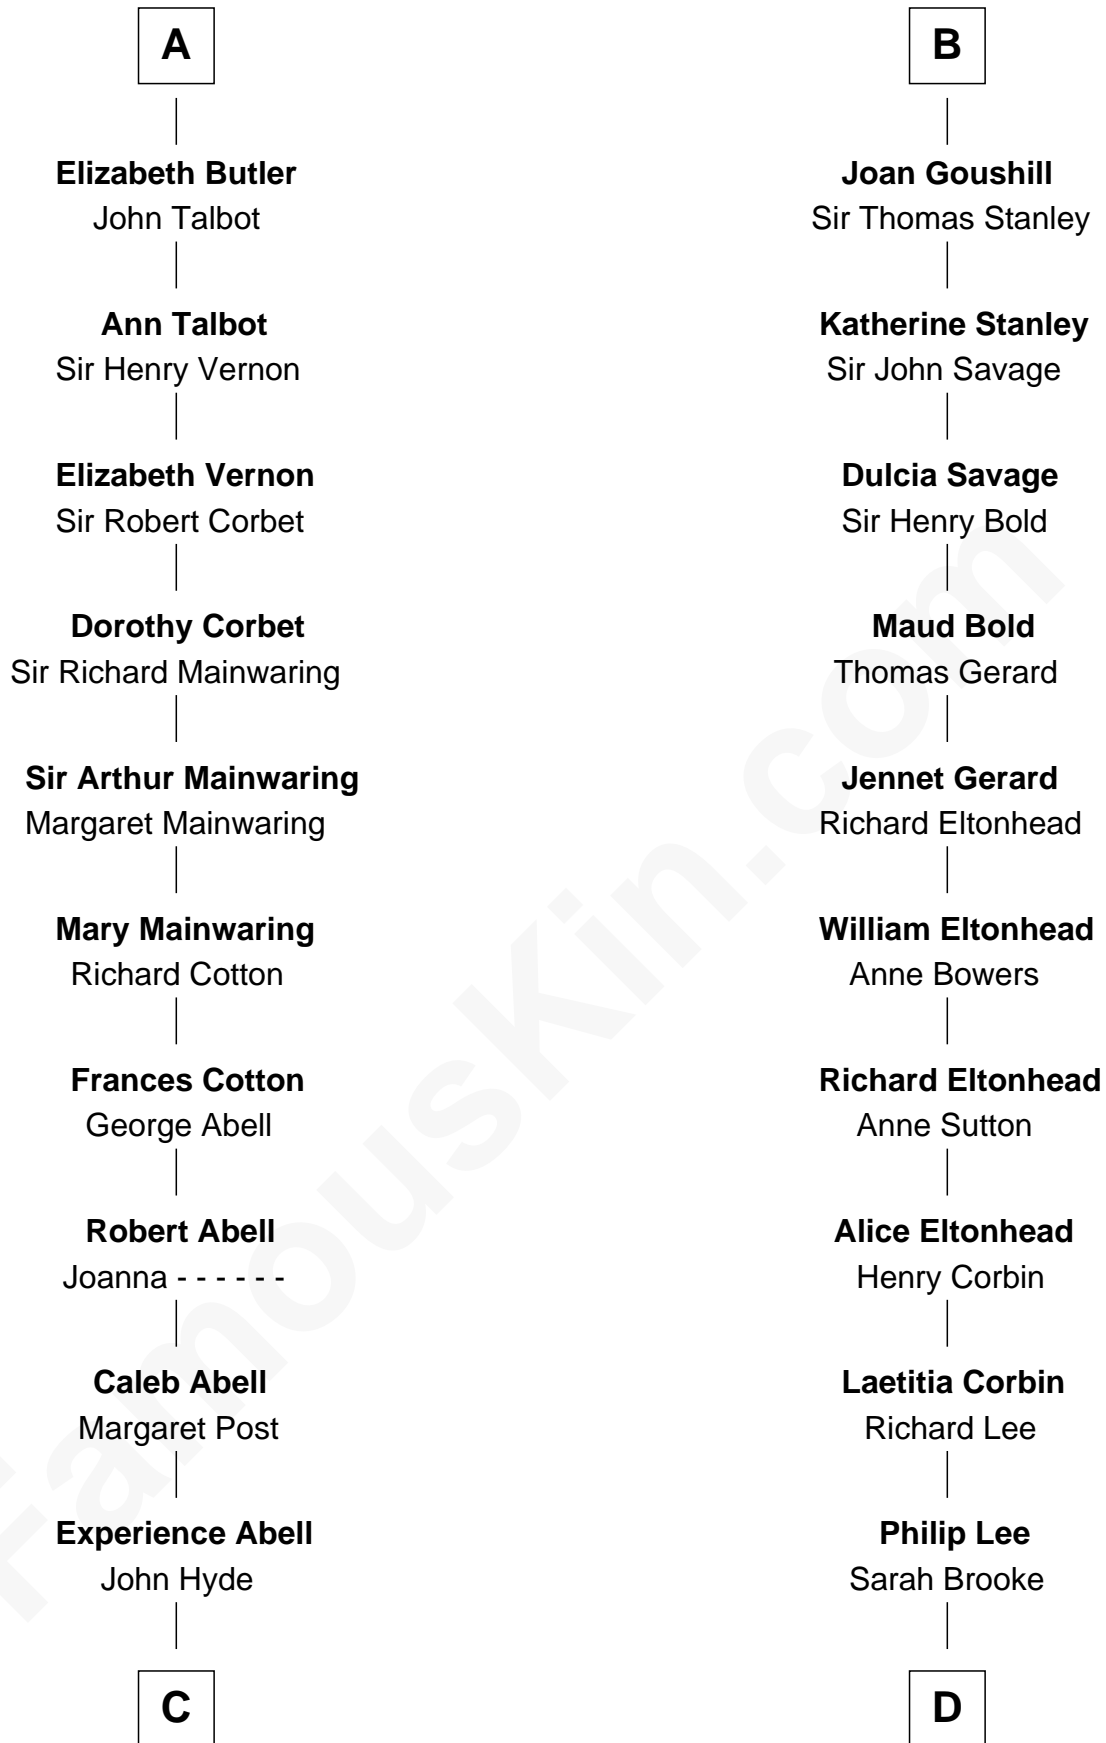 A
Elizabeth Butler
John Talbot
Ann Talbot
Sir Henry Vernon
Elizabeth Vernon
Sir Robert Corbet
Dorothy Corbet
Sir Richard Mainwaring
Sir Arthur Mainwaring
Margaret Mainwaring
Mary Mainwaring
Richard Cotton
Frances Cotton
George Abell
Robert Abell
Joanna - - - - - -
Caleb Abell
Margaret Post
Experience Abell
John Hyde
C
B
Joan Goushill
Sir Thomas Stanley
Katherine Stanley
Sir John Savage
Dulcia Savage
Sir Henry Bold
Maud Bold
Thomas Gerard
Jennet Gerard
Richard Eltonhead
William Eltonhead
Anne Bowers
Richard Eltonhead
Anne Sutton
Alice Eltonhead
Henry Corbin
Laetitia Corbin
Richard Lee
Philip Lee
Sarah Brooke
D
FamousKin.com